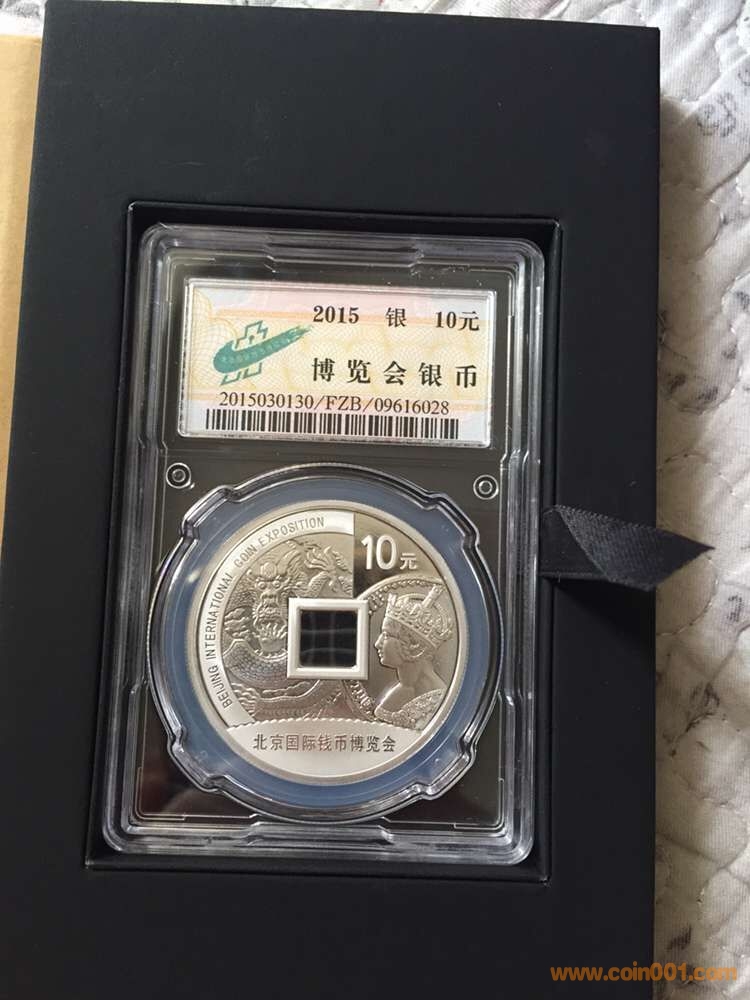 2015 银 10元
博览会银币
2015030130/FZB/09616028
BEIJING INTERNATIONAL COIN EXPOSITION
10元
北京国际钱币博览会
www.coin001.com